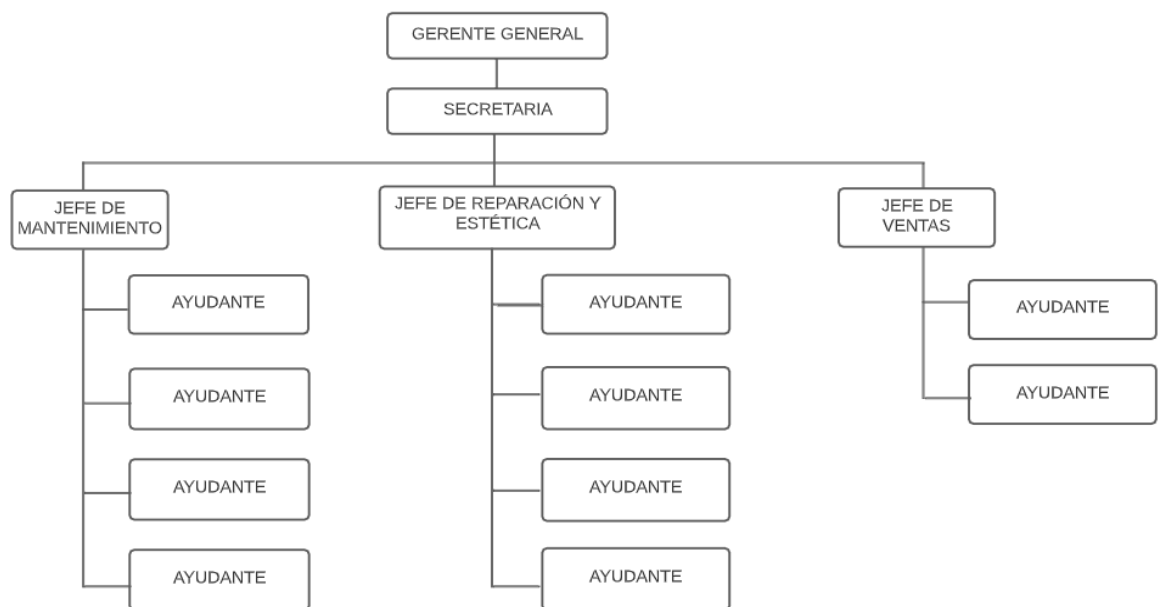 GERENTE GENERAL
SECRETARIA
JEFE DE
MANTENIMIENTO
JEFE DE REPARACIÓN Y
ESTÉTICA
JEFE DE
VENTAS
AYUDANTE
AYUDANTE
AYUDANTE
AYUDANTE
AYUDANTE
AYUDANTE
AYUDANTE
AYUDANTE
AYUDANTE
AYUDANTE